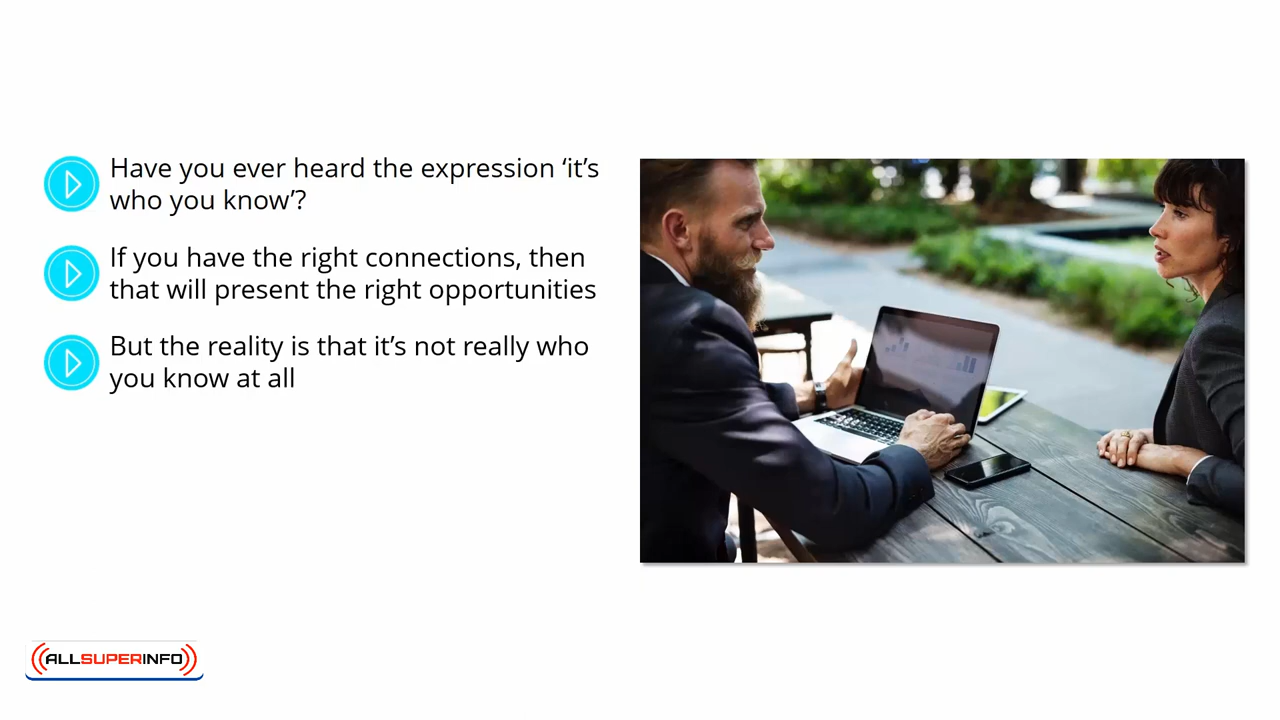 Have you ever heard the expression ‘it’s
who you know’?
If you have the right connections, then
that will present the right opportunities
But the reality is that it’s not really who
you know at all
ALLSUPERINFO